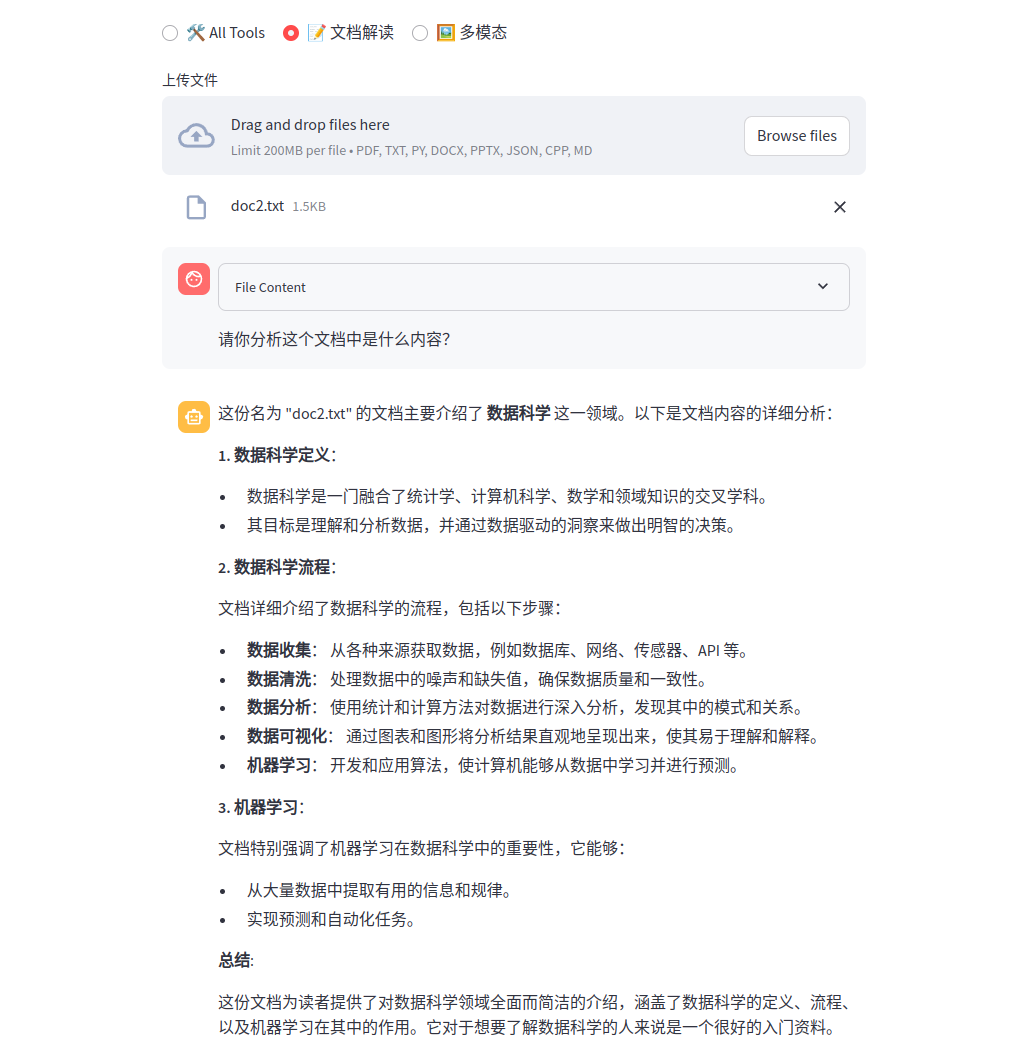 🛠️ All Tools 📝 文档解读 🖼️ 多模态
上传文件
Drag and drop files here
Limit 200MB per file • PDF, TXT, PY, DOCX, PPTX, JSON, CPP, MD
Browse files
doc2.txt 1.5KB
File Content
请你分析这个文档中是什么内容？
这份名为 "doc2.txt" 的文档主要介绍了 数据科学 这一领域。以下是文档内容的详细分析：
1. 数据科学定义：
• 数据科学是一门融合了统计学、计算机科学、数学和领域知识的交叉学科。
• 其目标是理解和分析数据，并通过数据驱动的洞察来做出明智的决策。
2. 数据科学流程：
文档详细介绍了数据科学的流程，包括以下步骤：
• 数据收集： 从各种来源获取数据，例如数据库、网络、传感器、API 等。
• 数据清洗： 处理数据中的噪声和缺失值，确保数据质量和一致性。
• 数据分析： 使用统计和计算方法对数据进行深入分析，发现其中的模式和关系。
• 数据可视化： 通过图表和图形将分析结果直观地呈现出来，使其易于理解和解释。
• 机器学习： 开发和应用算法，使计算机能够从数据中学习并进行预测。
3. 机器学习：
文档特别强调了机器学习在数据科学中的重要性，它能够：
• 从大量数据中提取有用的信息和规律。
• 实现预测和自动化任务。
总结:
这份文档为读者提供了对数据科学领域全面而简洁的介绍，涵盖了数据科学的定义、流程、
以及机器学习在其中的作用。它对于想要了解数据科学的人来说是一个很好的入门资料。